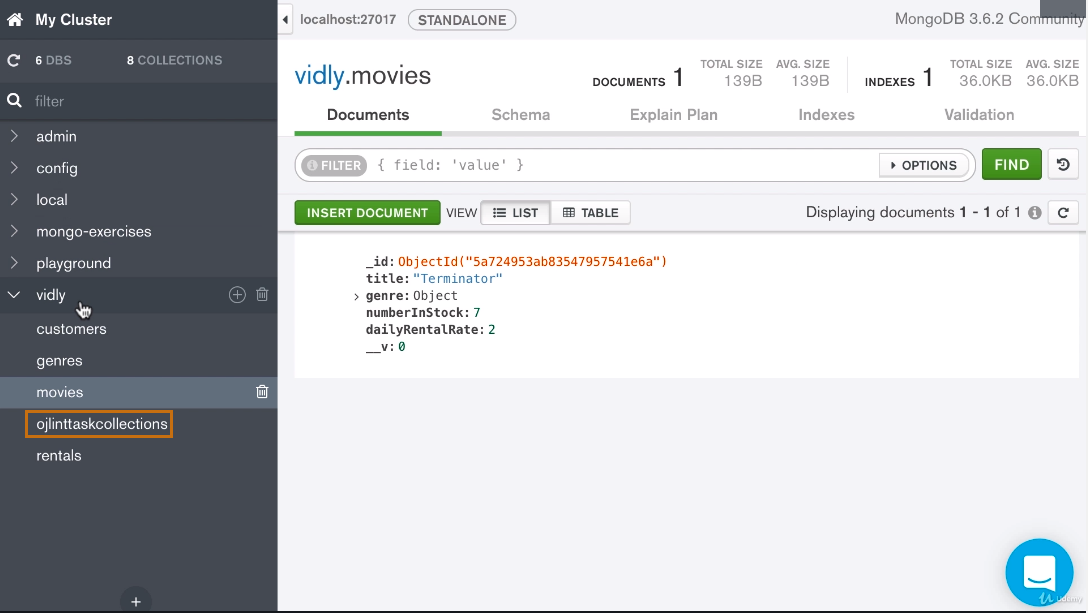 My Cluster
localhost:27017 STANDALONE MongoDB 3.6.2 Community
6 DBS 8 COLLECTIONS
filter
admin
config
local
mongo-exercises
playground
vidly
customers
genres
movies
ojlinttaskcollections
rentals
vidly.movies
DOCUMENTS 1 TOTAL SIZE 139B AVG. SIZE 139B INDEXES 1 TOTAL SIZE 36.0KB AVG. SIZE 36.0KB
Documents Schema Explain Plan Indexes Validation
FILTER { field: 'value' } OPTIONS FIND
INSERT DOCUMENT VIEW LIST TABLE Displaying documents 1 - 1 of 1
_id: ObjectId("5a724953ab83547957541e6a")
title: "Terminator"
genre: Object
numberInStock: 7
dailyRentalRate: 2
__v: 0
Udemy